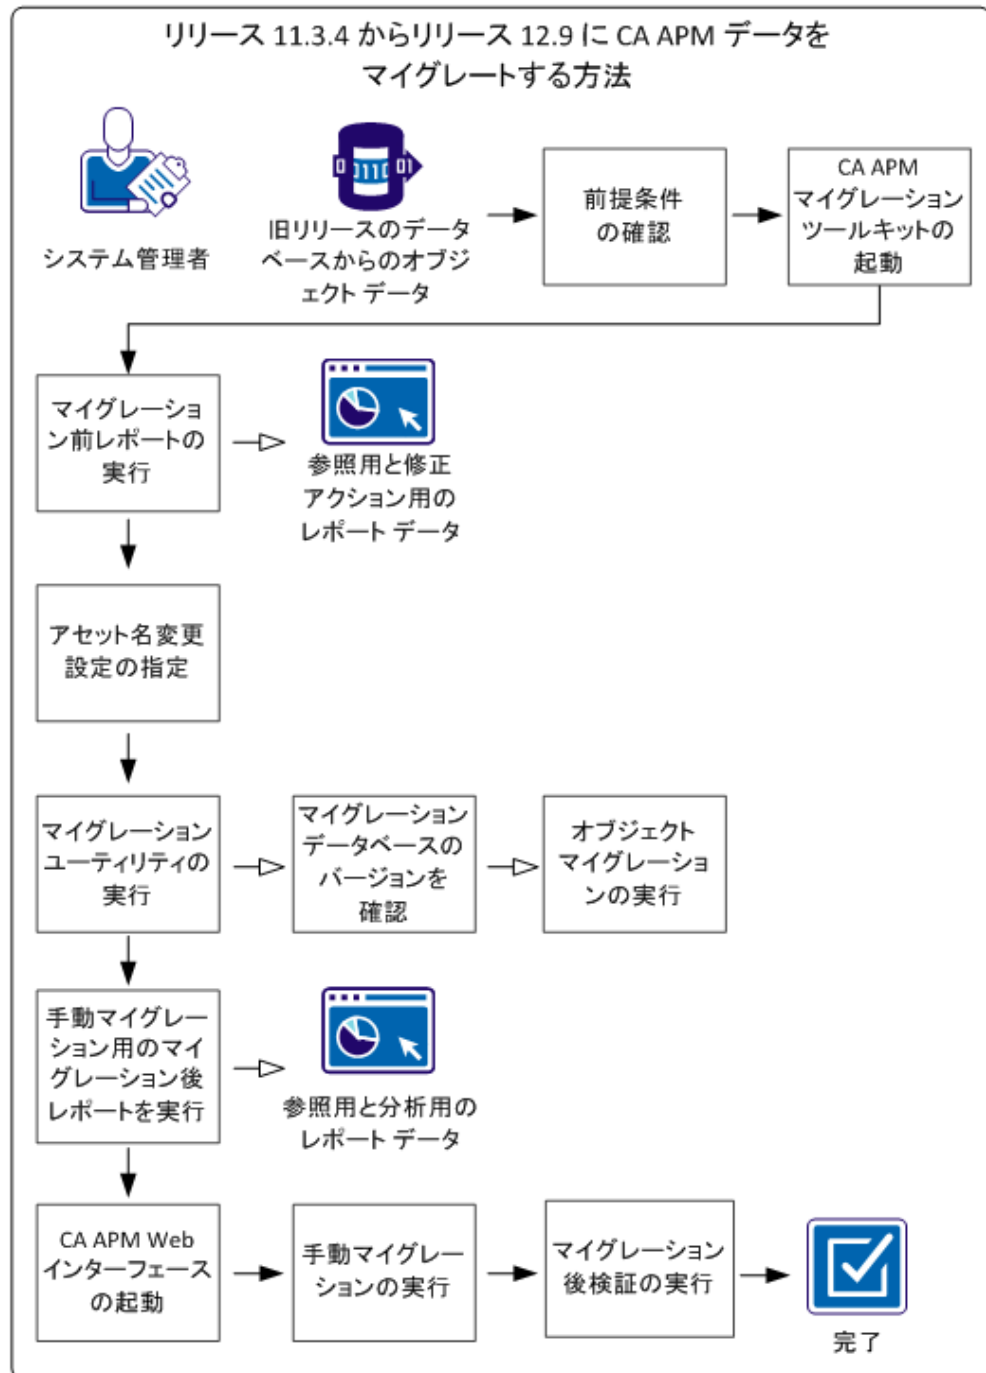 リリース 11.3.4 からリリース 12.9 に CA APM データを
マイグレートする方法
システム管理者
旧リリースのデータ
ベースからのオブジ
ェクト データ
前提条件
の確認
CA APM
マイグレーション
ツールキットの
起動
マイグレーショ
ン前レポートの
実行
参照用と修正
アクション用の
レポート データ
アセット名変更
設定の指定
マイグレーション
ユーティリティの
実行
マイグレーション
データベースの
バージョンを
確認
オブジェクト
マイグレーショ
ンの実行
手動マイグレー
ション用のマイ
グレーション後
レポートを実行
参照用と分析用の
レポート データ
CA APM Web
インターフェース
の起動
手動マイグレー
ションの実行
マイグレーション
後検証の実行
完了